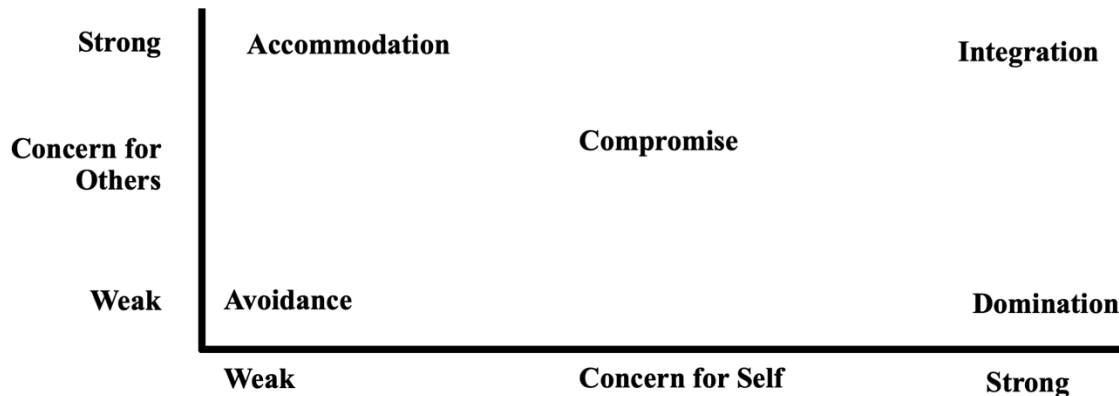 Strong Accommodation Integration
Compromise
Concern for
Others
Weak Avoidance Domination
Weak Concern for Self Strong